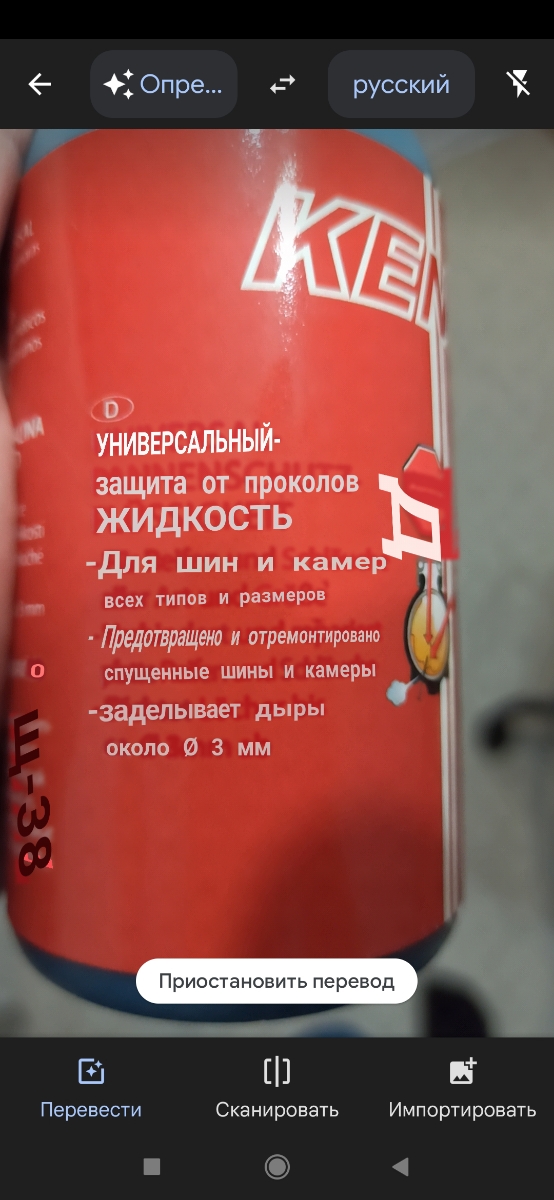 Опре...
русский
KEN
D
УНИВЕРСАЛЬНЫЙ-
защита от проколов
ЖИДКОСТЬ
-Для шин и камер
всех типов и размеров
- Предотвращено и отремонтировано
спущенные шины и камеры
-заделывает дыры
около Ø 3 мм
Д
о
Щ-38
Приостановить перевод
Перевести
Сканировать
Импортировать